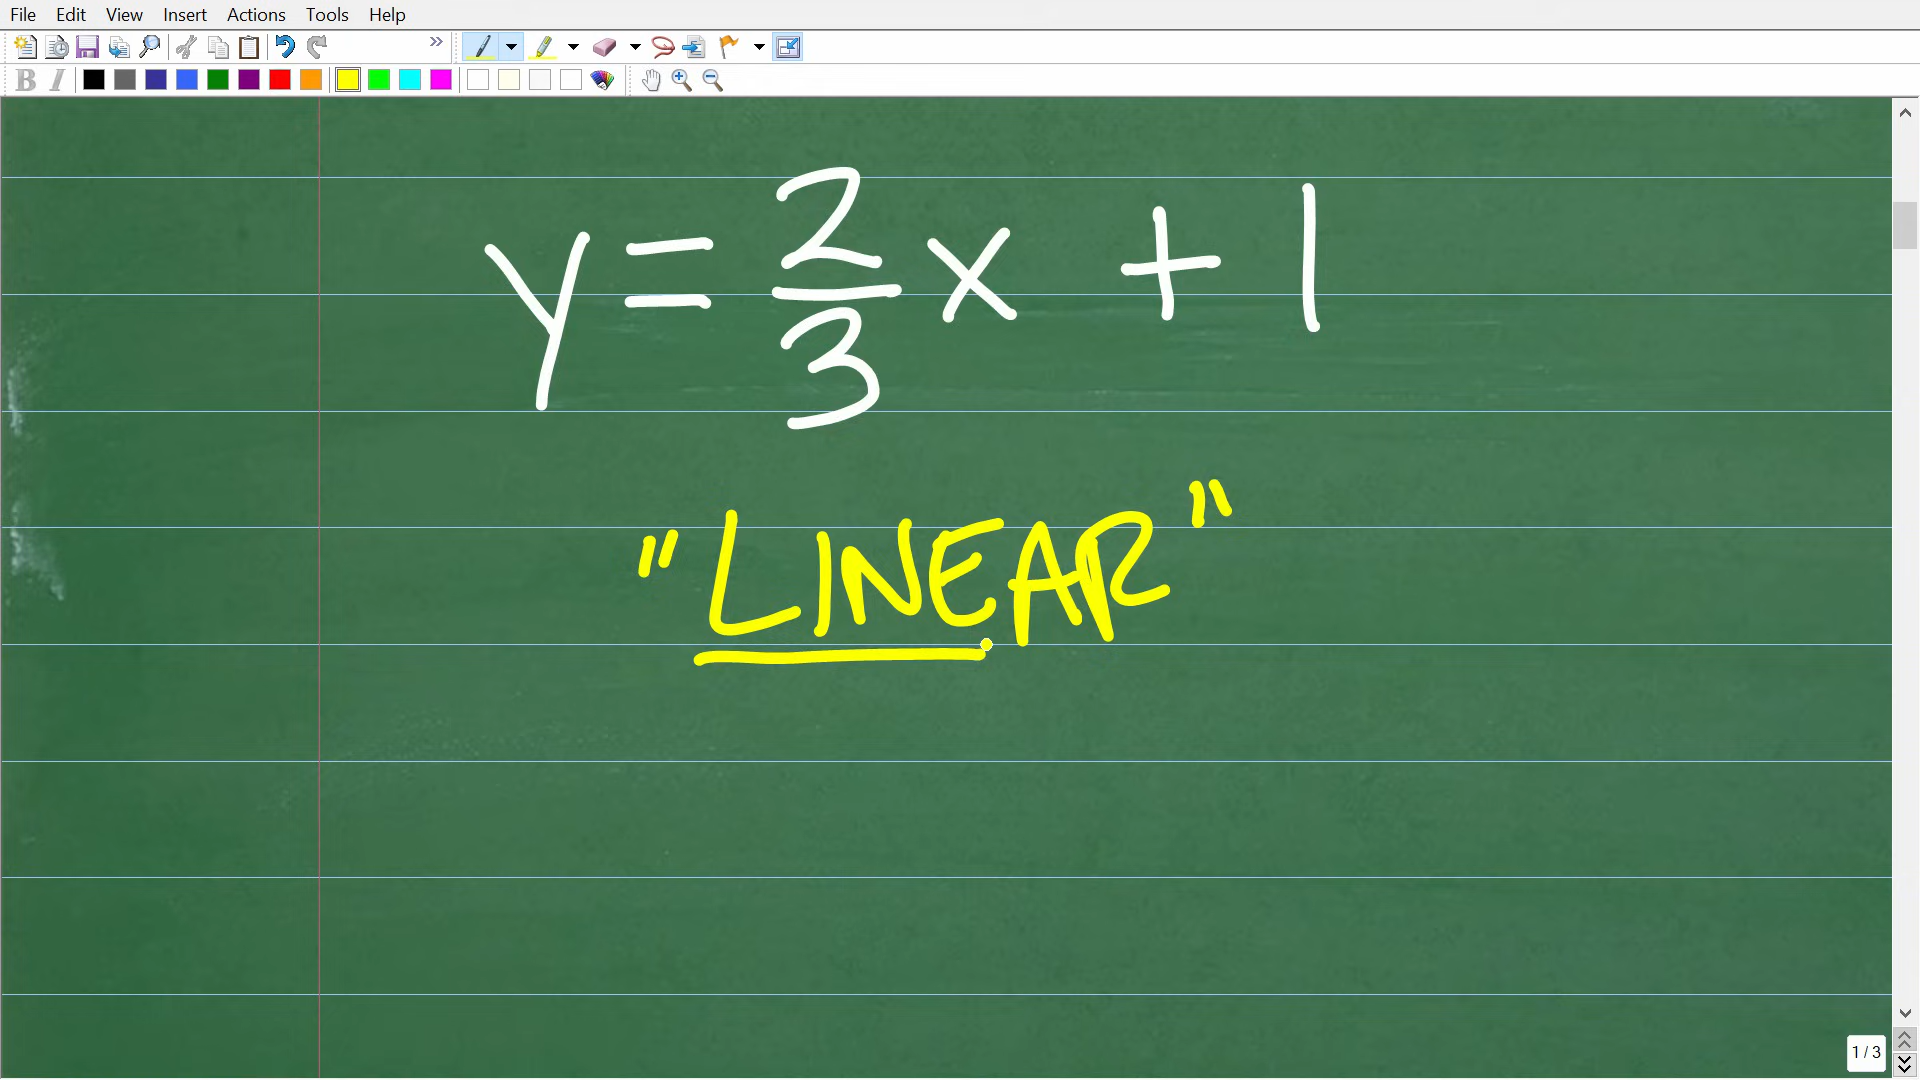 File Edit View Insert Actions Tools Help
B I
y = 2/3 x + 1
"LINEAR"
1 / 3